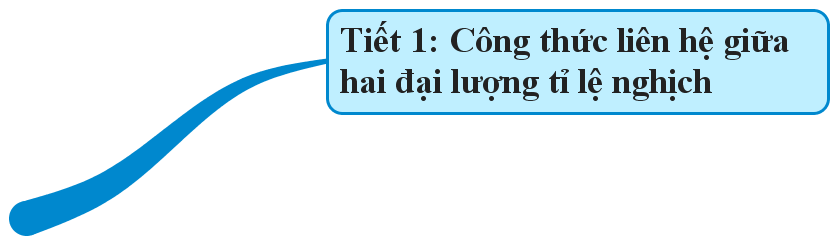 Tiết 1: Công thức liên hệ giữa
hai đại lượng tỉ lệ nghịch